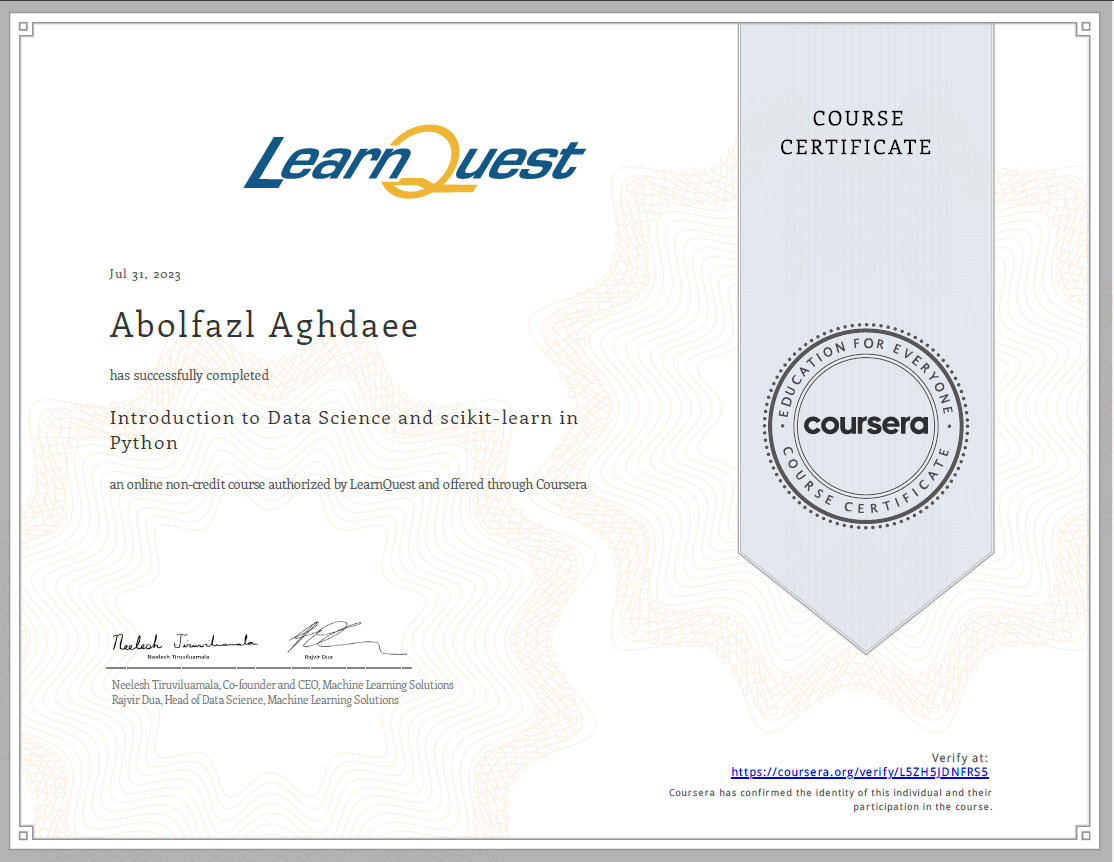 LearnQuest
COURSE
CERTIFICATE
Jul 31, 2023
Abolfazl Aghdaee
has successfully completed
Introduction to Data Science and scikit-learn in
Python
an online non-credit course authorized by LearnQuest and offered through Coursera
EDUCATION FOR EVERYONE
coursera
COURSE CERTIFICATE
Neelesh Tiruviluamala
Neelesh Tiruviluamala
Rajvir Dua
Neelesh Tiruviluamala, Co-founder and CEO, Machine Learning Solutions
Rajvir Dua, Head of Data Science, Machine Learning Solutions
Verify at:
https://coursera.org/verify/L5ZH5JDNFRS5
Coursera has confirmed the identity of this individual and their
participation in the course.